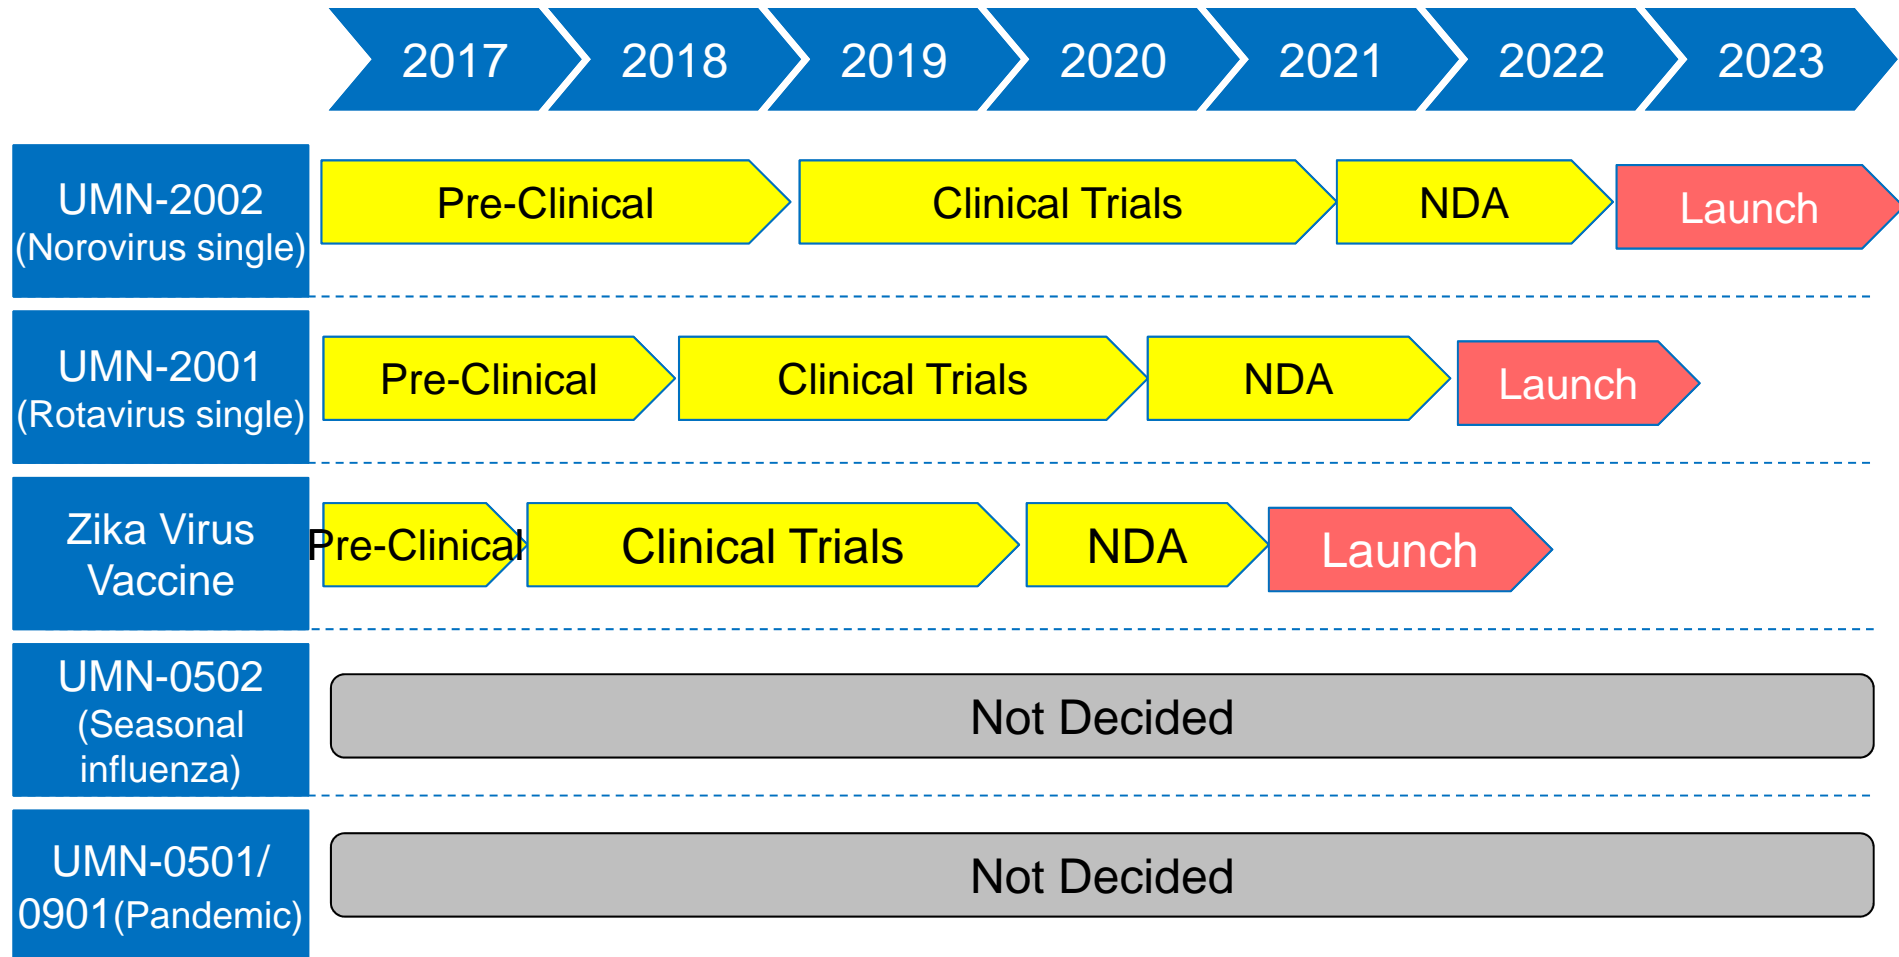 2017 2018 2019 2020 2021 2022 2023
UMN-2002
(Norovirus single)
Pre-Clinical Clinical Trials NDA Launch
UMN-2001
(Rotavirus single)
Pre-Clinical Clinical Trials NDA Launch
Zika Virus
Vaccine
Pre-Clinical Clinical Trials NDA Launch
UMN-0502
(Seasonal
influenza)
Not Decided
UMN-0501/
0901(Pandemic)
Not Decided